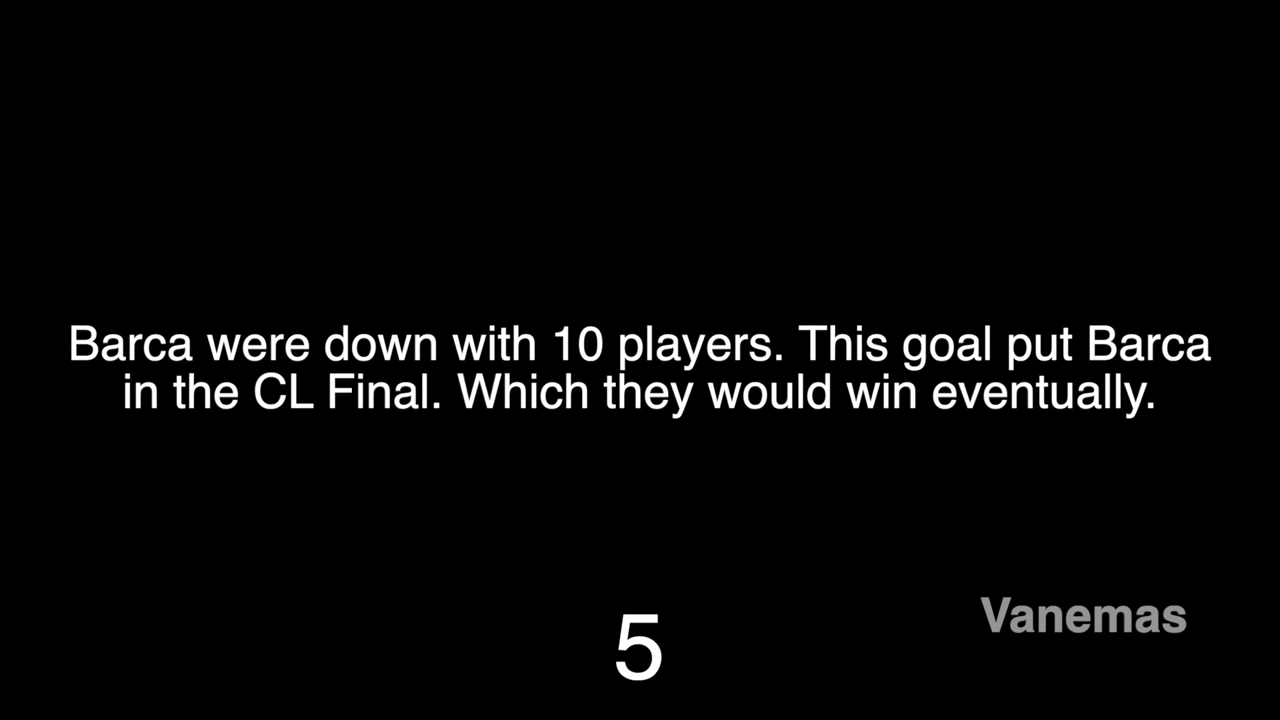 Barca were down with 10 players. This goal put Barca
in the CL Final. Which they would win eventually.
Vanemas
5